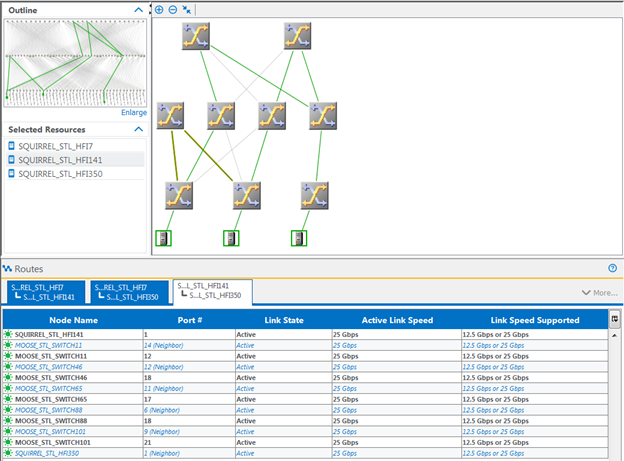 Outline
Enlarge
Selected Resources
SQUIRREL_STL_HFI7
SQUIRREL_STL_HFI141
SQUIRREL_STL_HFI350
Routes
S...REL_STL_HFI7
S...L_STL_HFI141
S...REL_STL_HFI7
S...L_STL_HFI350
S...L_STL_HFI141
S...L_STL_HFI350
More...
Node Name Port # Link State Active Link Speed Link Speed Supported
SQUIRREL_STL_HFI141 1 Active 25 Gbps 12.5 Gbps or 25 Gbps
MOOSE_STL_SWITCH11 14 (Neighbor) Active 25 Gbps 12.5 Gbps or 25 Gbps
MOOSE_STL_SWITCH11 12 Active 25 Gbps 12.5 Gbps or 25 Gbps
MOOSE_STL_SWITCH46 12 (Neighbor) Active 25 Gbps 12.5 Gbps or 25 Gbps
MOOSE_STL_SWITCH46 18 Active 25 Gbps 12.5 Gbps or 25 Gbps
MOOSE_STL_SWITCH65 11 (Neighbor) Active 25 Gbps 12.5 Gbps or 25 Gbps
MOOSE_STL_SWITCH65 17 Active 25 Gbps 12.5 Gbps or 25 Gbps
MOOSE_STL_SWITCH88 6 (Neighbor) Active 25 Gbps 12.5 Gbps or 25 Gbps
MOOSE_STL_SWITCH88 18 Active 25 Gbps 12.5 Gbps or 25 Gbps
MOOSE_STL_SWITCH101 9 (Neighbor) Active 25 Gbps 12.5 Gbps or 25 Gbps
MOOSE_STL_SWITCH101 21 Active 25 Gbps 12.5 Gbps or 25 Gbps
SQUIRREL_STL_HFI350 1 (Neighbor) Active 25 Gbps 12.5 Gbps or 25 Gbps